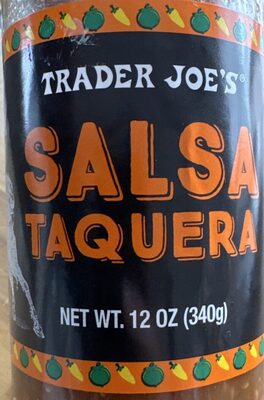 TRADER JOE'S®
SALSA
TAQUERA
NET WT. 12 OZ (340g)